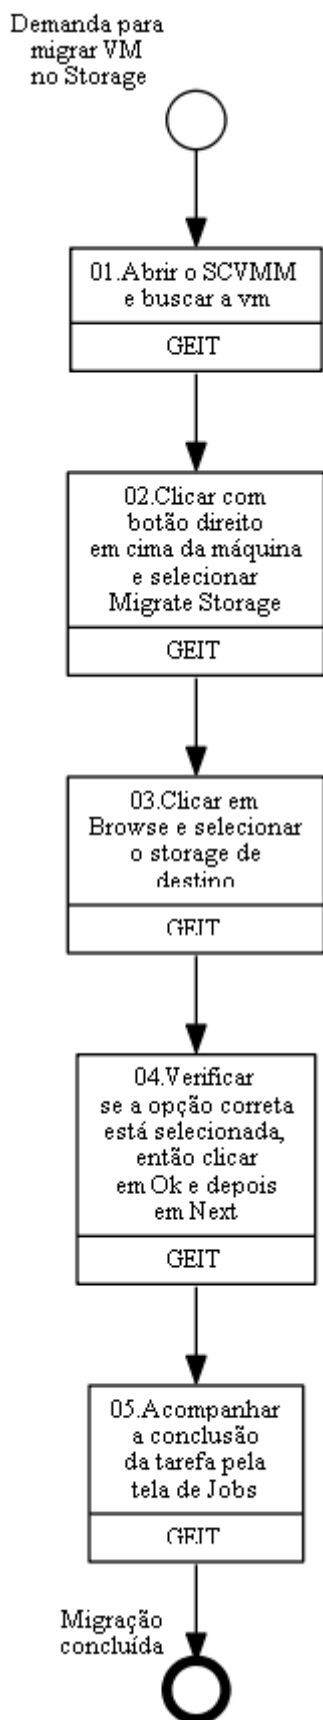 Demanda para
migrar VM
no Storage
01.Abrir o SCVMM
e buscar a vm
GEIT
02.Clicar com
botão direito
em cima da máquina
e selecionar
Migrate Storage
GEIT
03.Clicar em
Browse e selecionar
o storage de
destino
GEIT
04.Verificar
se a opção correta
está selecionada,
então clicar
em Ok e depois
em Next
GEIT
05.Acompanhar
a conclusão
da tarefa pela
tela de Jobs
GEIT
Migração
concluída